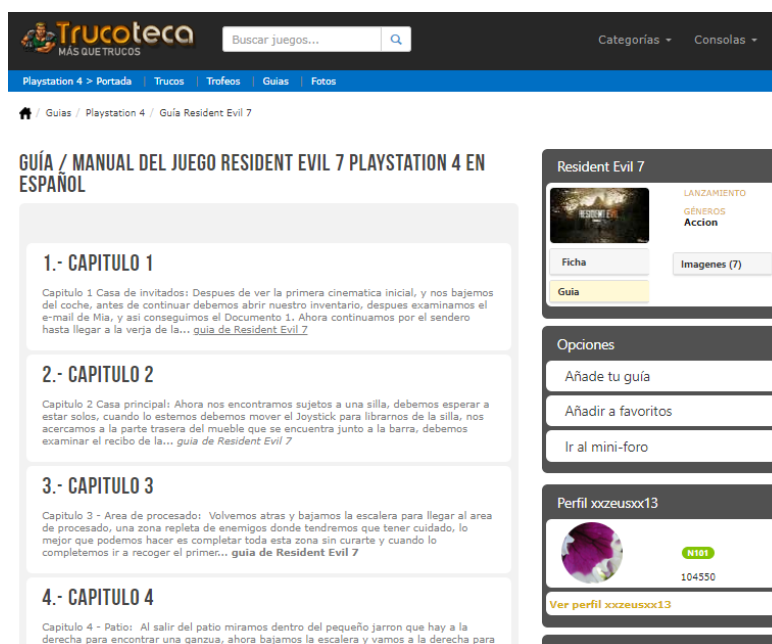 Trucoteca
MÁS QUE TRUCOS
Buscar juegos...
Categorías
Consolas
Playstation 4 > Portada | Trucos | Trofeos | Guias | Fotos
/ Guias / Playstation 4 / Guía Resident Evil 7
GUÍA / MANUAL DEL JUEGO RESIDENT EVIL 7 PLAYSTATION 4 EN
ESPAÑOL
1.- CAPITULO 1
Capitulo 1 Casa de invitados: Despues de ver la primera cinematica inicial, y nos bajemos
del coche, antes de continuar debemos abrir nuestro inventario, despues examinamos el
e-mail de Mia, y asi conseguimos el Documento 1. Ahora continuamos por el sendero
hasta llegar a la verja de la... guia de Resident Evil 7
2.- CAPITULO 2
Capitulo 2 Casa principal: Ahora nos encontramos sujetos a una silla, debemos esperar a
estar solos, cuando lo estemos debemos mover el Joystick para librarnos de la silla, nos
acercamos a la parte trasera del mueble que se encuentra junto a la barra, debemos
examinar el recibo de la... guia de Resident Evil 7
3.- CAPITULO 3
Capitulo 3 - Area de procesado: Volvemos atras y bajamos la escalera para llegar al area
de procesado, una zona repleta de enemigos donde tendremos que tener cuidado, lo
mejor que podemos hacer es completar toda esta zona sin curarte y cuando lo
completemos ir a recoger el primer... guia de Resident Evil 7
4.- CAPITULO 4
Capitulo 4 - Patio: Al salir del patio miramos dentro del pequeño jarron que hay a la
derecha para encontrar una ganzua, ahora bajamos la escalera y vamos a la derecha para
Resident Evil 7
RESIDENT EVIL
LANZAMIENTO
GÉNEROS
Accion
Ficha
Imagenes (7)
Guia
Opciones
Añade tu guía
Añadir a favoritos
Ir al mini-foro
Perfil xxzeusxx13
N101
104550
Ver perfil xxzeusxx13